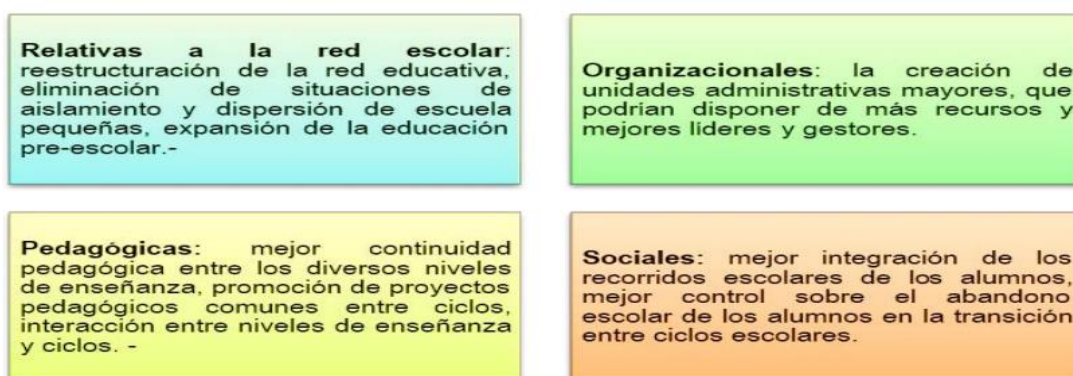 Relativas a la red escolar:
reestructuración de la red educativa,
eliminación de situaciones de
aislamiento y dispersión de escuela
pequeñas, expansión de la educación
pre-escolar.-
Organizacionales: la creación de
unidades administrativas mayores, que
podrían disponer de más recursos y
mejores líderes y gestores.
Pedagógicas: mejor continuidad
pedagógica entre los diversos niveles
de enseñanza, promoción de proyectos
pedagógicos comunes entre ciclos,
interacción entre niveles de enseñanza
y ciclos. -
Sociales: mejor integración de los
recorridos escolares de los alumnos,
mejor control sobre el abandono
escolar de los alumnos en la transición
entre ciclos escolares.